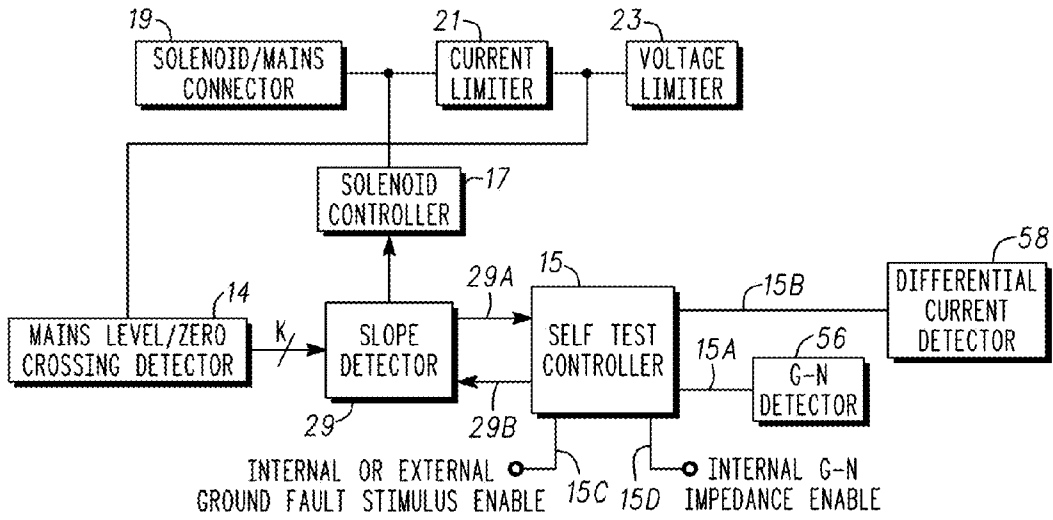 19
SOLENOID/MAINS
CONNECTOR
21
CURRENT
LIMITER
23
VOLTAGE
LIMITER
SOLENOID
CONTROLLER
17
14
MAINS LEVEL/ZERO
CROSSING DETECTOR
K
SLOPE
DETECTOR
29
29A
29B
15
SELF TEST
CONTROLLER
15B
15A
58
DIFFERENTIAL
CURRENT
DETECTOR
56
G-N
DETECTOR
INTERNAL OR EXTERNAL
GROUND FAULT STIMULUS ENABLE
15C
15D
INTERNAL G-N
IMPEDANCE ENABLE